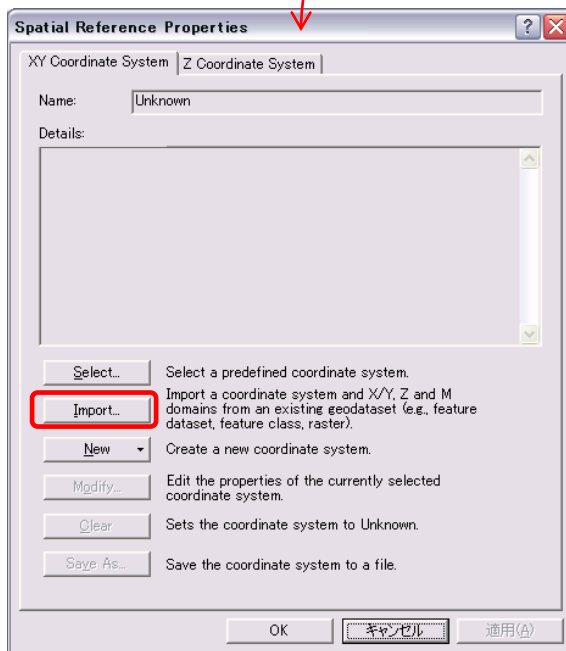 Spatial Reference Properties
XY Coordinate System
Z Coordinate System
Name:
Unknown
Details:
Select...
Select a predefined coordinate system.
Import...
Import a coordinate system and X/Y, Z and M
domains from an existing geodataset (e.g., feature
dataset, feature class, raster).
New
Create a new coordinate system.
Modify...
Edit the properties of the currently selected
coordinate system.
Clear
Sets the coordinate system to Unknown.
Save As...
Save the coordinate system to a file.
OK
キャンセル
適用(A)